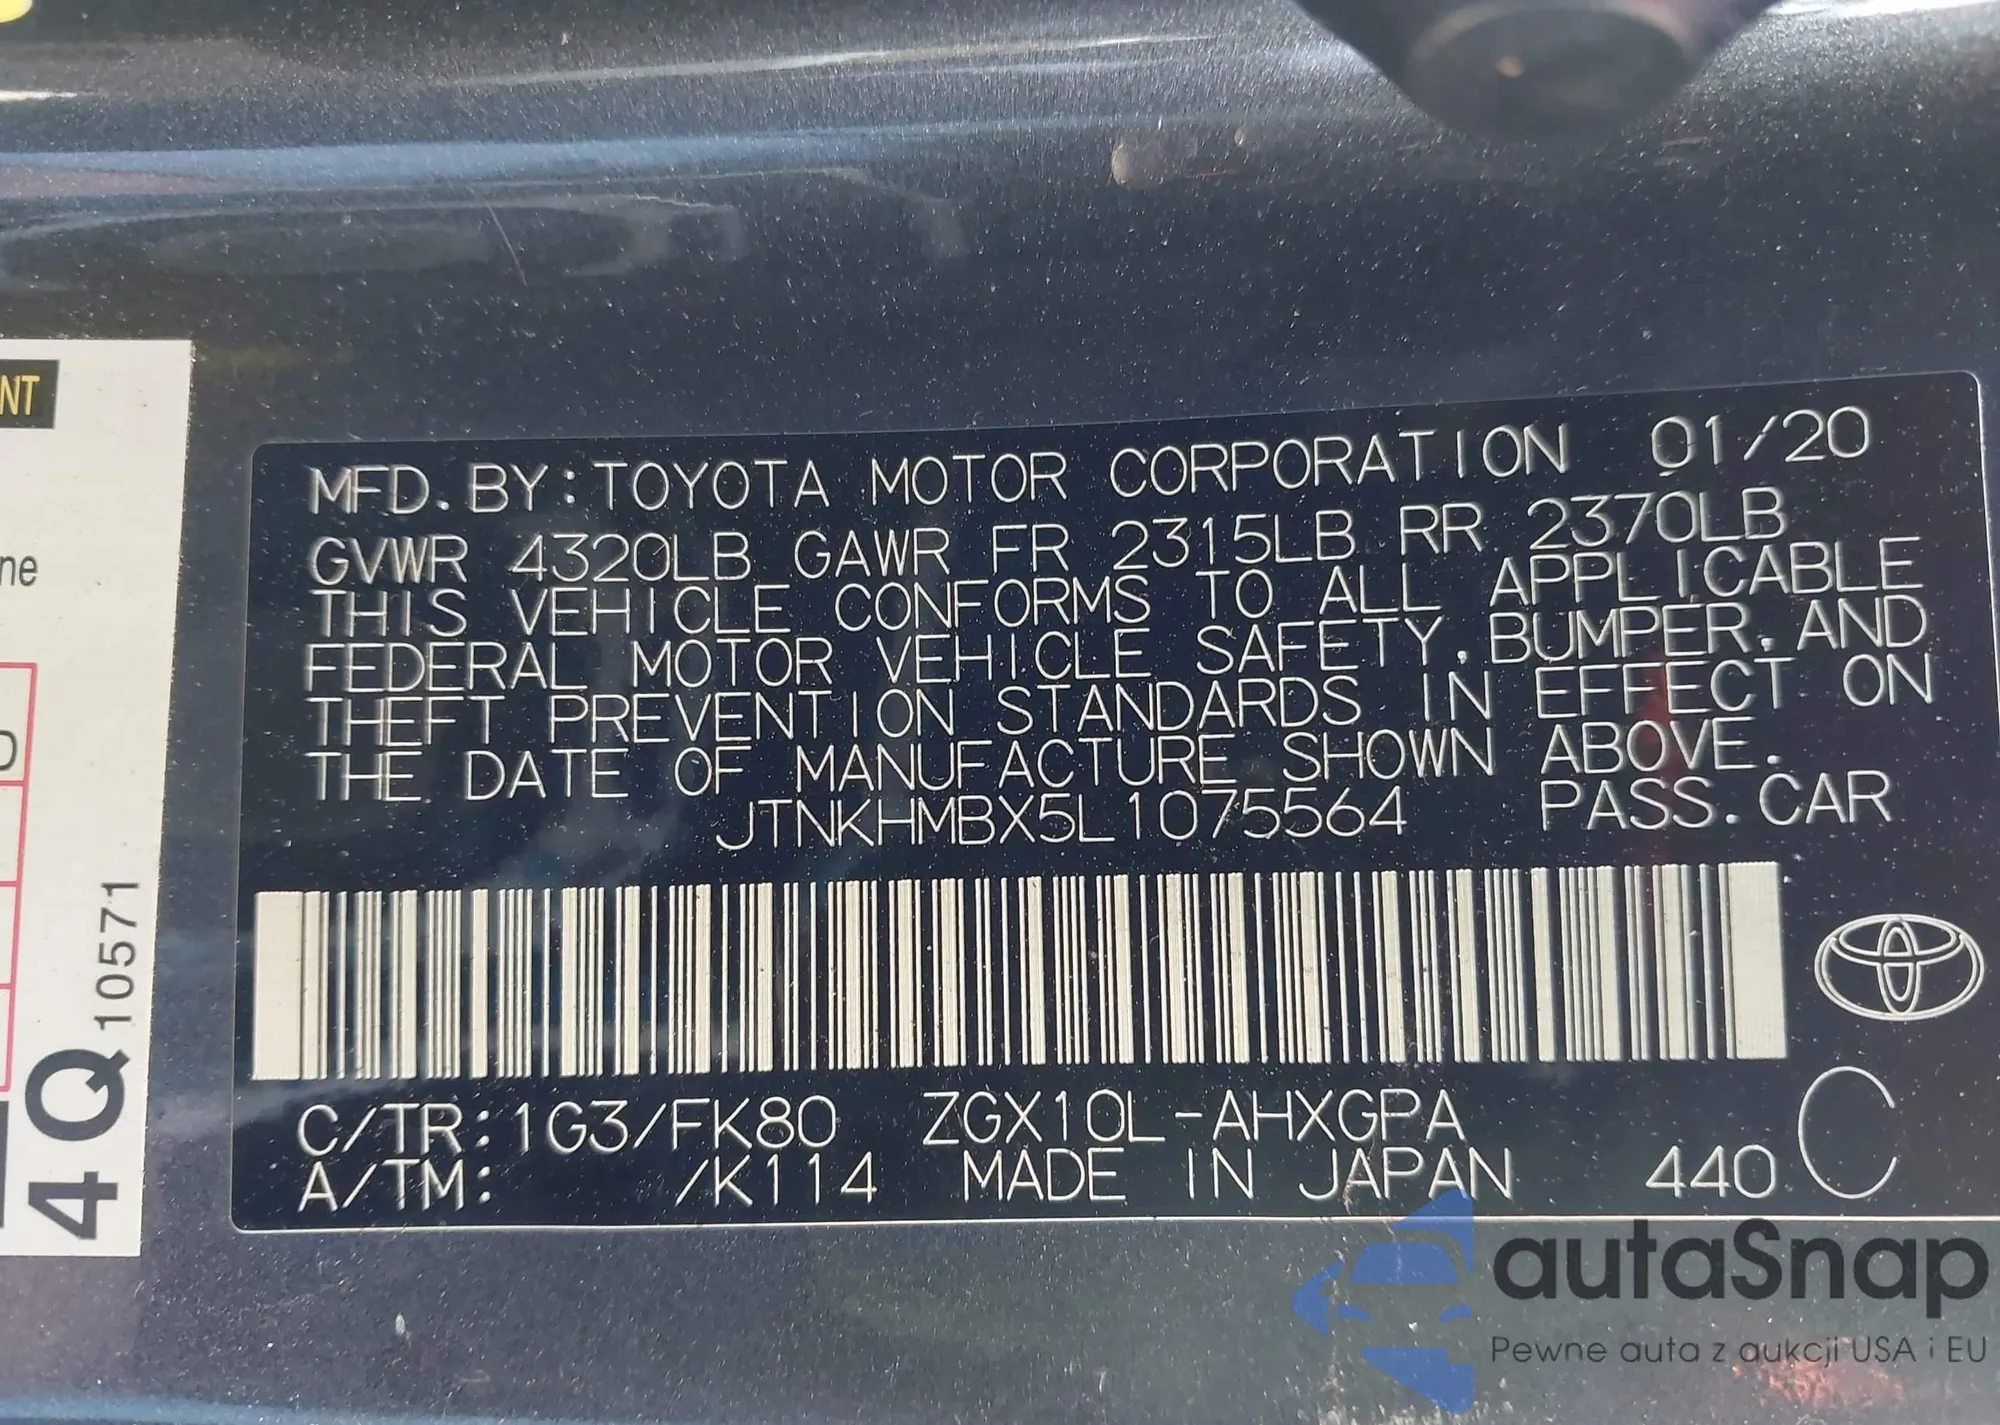 NT
ne
D
4Q 10571
MFD. BY: TOYOTA MOTOR CORPORATION 01/20
GVWR 4320LB GAWR FR 2315LB RR 2370LB
THIS VEHICLE CONFORMS TO ALL APPLICABLE
FEDERAL MOTOR VEHICLE SAFETY, BUMPER, AND
THEFT PREVENTION STANDARDS IN EFFECT ON
THE DATE OF MANUFACTURE SHOWN ABOVE.
JTNKHMBX5L1075564 PASS. CAR
C/TR: 1G3/FK80 ZGX10L-AHXGPA
A/TM: /K114 MADE IN JAPAN 440 C
autaSnap
Pewne auta z aukcji USA i EU